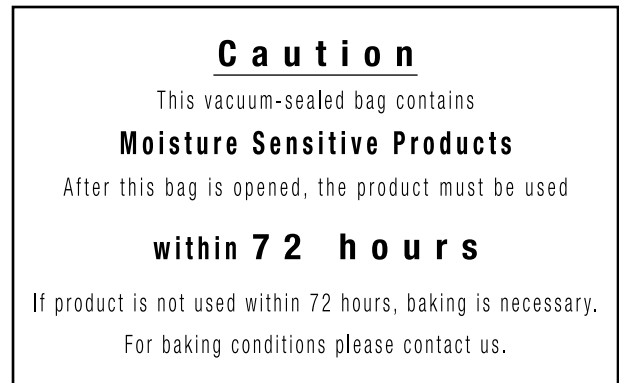 Caution
This vacuum-sealed bag contains
Moisture Sensitive Products
After this bag is opened, the product must be used
within 72 hours
If product is not used within 72 hours, baking is necessary.
For baking conditions please contact us.